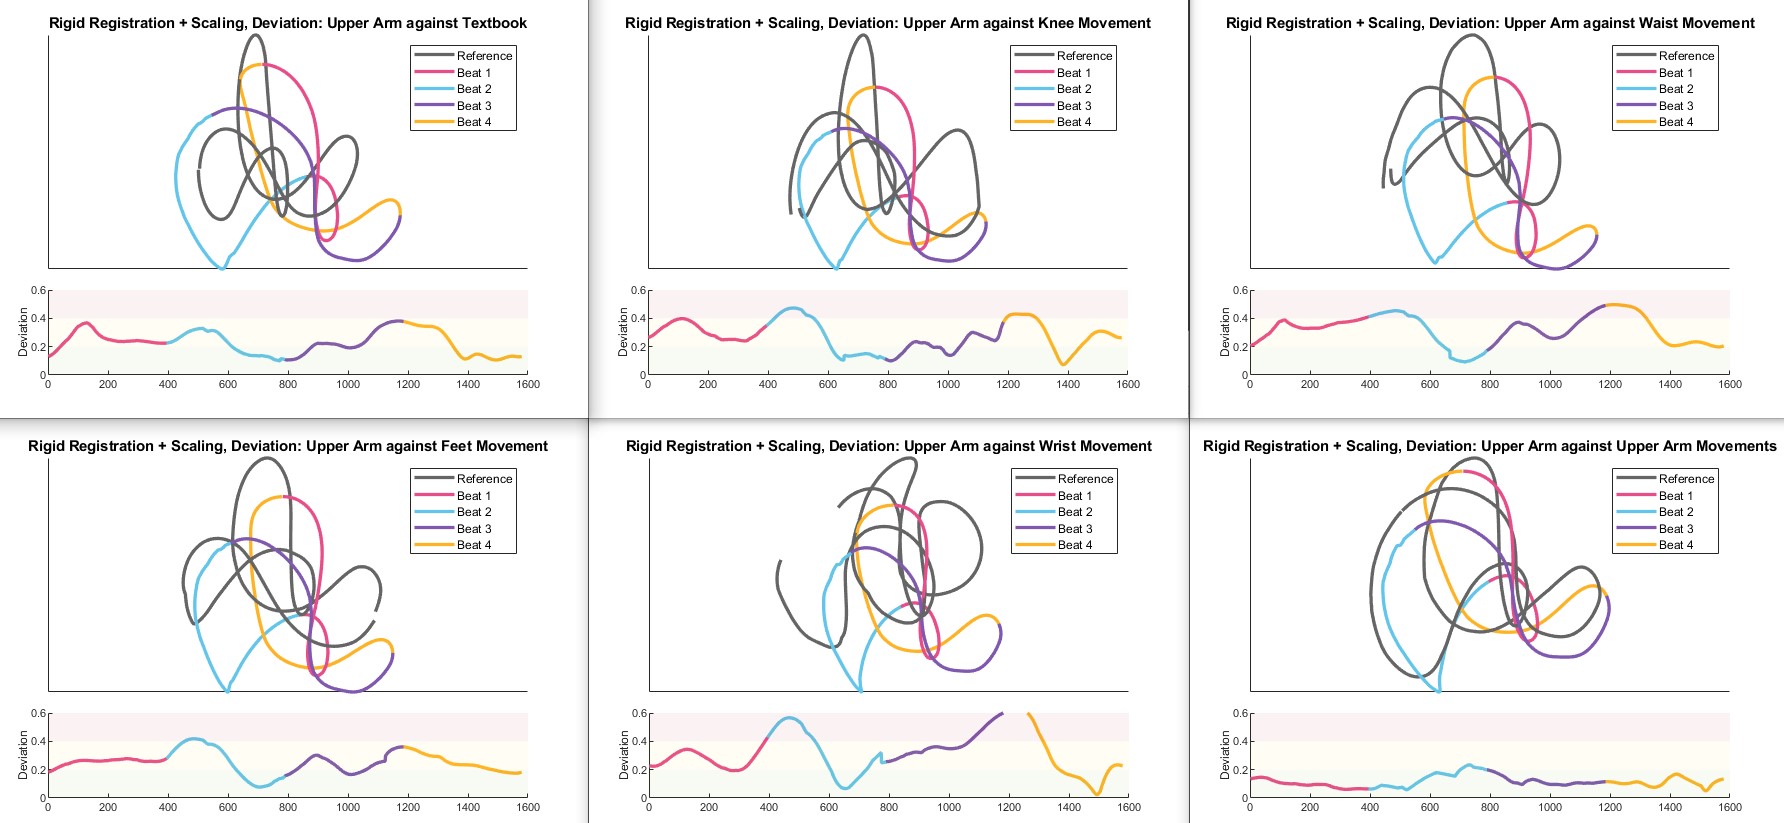 Rigid Registration + Scaling, Deviation: Upper Arm against Textbook
Reference
Beat 1
Beat 2
Beat 3
Beat 4
Deviation
0.6
0.4
0.2
0
0 200 400 600 800 1000 1200 1400 1600
Rigid Registration + Scaling, Deviation: Upper Arm against Knee Movement
Reference
Beat 1
Beat 2
Beat 3
Beat 4
Deviation
0.6
0.4
0.2
0
0 200 400 600 800 1000 1200 1400 1600
Rigid Registration + Scaling, Deviation: Upper Arm against Waist Movement
Reference
Beat 1
Beat 2
Beat 3
Beat 4
Deviation
0.6
0.4
0.2
0
0 200 400 600 800 1000 1200 1400 1600
Rigid Registration + Scaling, Deviation: Upper Arm against Feet Movement
Reference
Beat 1
Beat 2
Beat 3
Beat 4
Deviation
0.6
0.4
0.2
0
0 200 400 600 800 1000 1200 1400 1600
Rigid Registration + Scaling, Deviation: Upper Arm against Wrist Movement
Reference
Beat 1
Beat 2
Beat 3
Beat 4
Deviation
0.6
0.4
0.2
0
0 200 400 600 800 1000 1200 1400 1600
Rigid Registration + Scaling, Deviation: Upper Arm against Upper Arm Movements
Reference
Beat 1
Beat 2
Beat 3
Beat 4
Deviation
0.6
0.4
0.2
0
0 200 400 600 800 1000 1200 1400 1600